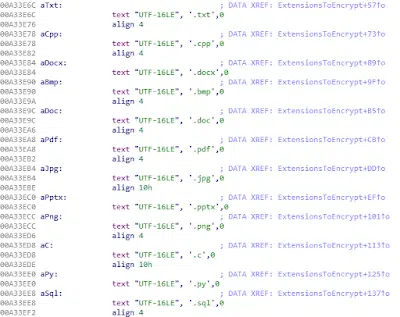 00A33E6C aTxt: ; DATA XREF: ExtensionsToEncrypt+57↑o
00A33E6C text "UTF-16LE", '.txt',0
00A33E76 align 4
00A33E78 aCpp: ; DATA XREF: ExtensionsToEncrypt+73↑o
00A33E78 text "UTF-16LE", '.cpp',0
00A33E82 align 4
00A33E84 aDocx: ; DATA XREF: ExtensionsToEncrypt+89↑o
00A33E84 text "UTF-16LE", '.docx',0
00A33E90 aBmp: ; DATA XREF: ExtensionsToEncrypt+9F↑o
00A33E90 text "UTF-16LE", '.bmp',0
00A33E9A align 4
00A33E9C aDoc: ; DATA XREF: ExtensionsToEncrypt+B5↑o
00A33E9C text "UTF-16LE", '.doc',0
00A33EA6 align 4
00A33EA8 aPdf: ; DATA XREF: ExtensionsToEncrypt+CB↑o
00A33EA8 text "UTF-16LE", '.pdf',0
00A33EB2 align 4
00A33EB4 aJpg: ; DATA XREF: ExtensionsToEncrypt+DD↑o
00A33EB4 text "UTF-16LE", '.jpg',0
00A33EBE align 10h
00A33EC0 aPptx: ; DATA XREF: ExtensionsToEncrypt+EF↑o
00A33EC0 text "UTF-16LE", '.pptx',0
00A33ECC aPng: ; DATA XREF: ExtensionsToEncrypt+101↑o
00A33ECC text "UTF-16LE", '.png',0
00A33ED6 align 4
00A33ED8 aC: ; DATA XREF: ExtensionsToEncrypt+113↑o
00A33ED8 text "UTF-16LE", '.c',0
00A33EDE align 10h
00A33EE0 aPy: ; DATA XREF: ExtensionsToEncrypt+125↑o
00A33EE0 text "UTF-16LE", '.py',0
00A33EE8 aSql: ; DATA XREF: ExtensionsToEncrypt+137↑o
00A33EE8 text "UTF-16LE", '.sql',0
00A33EF2 align 4